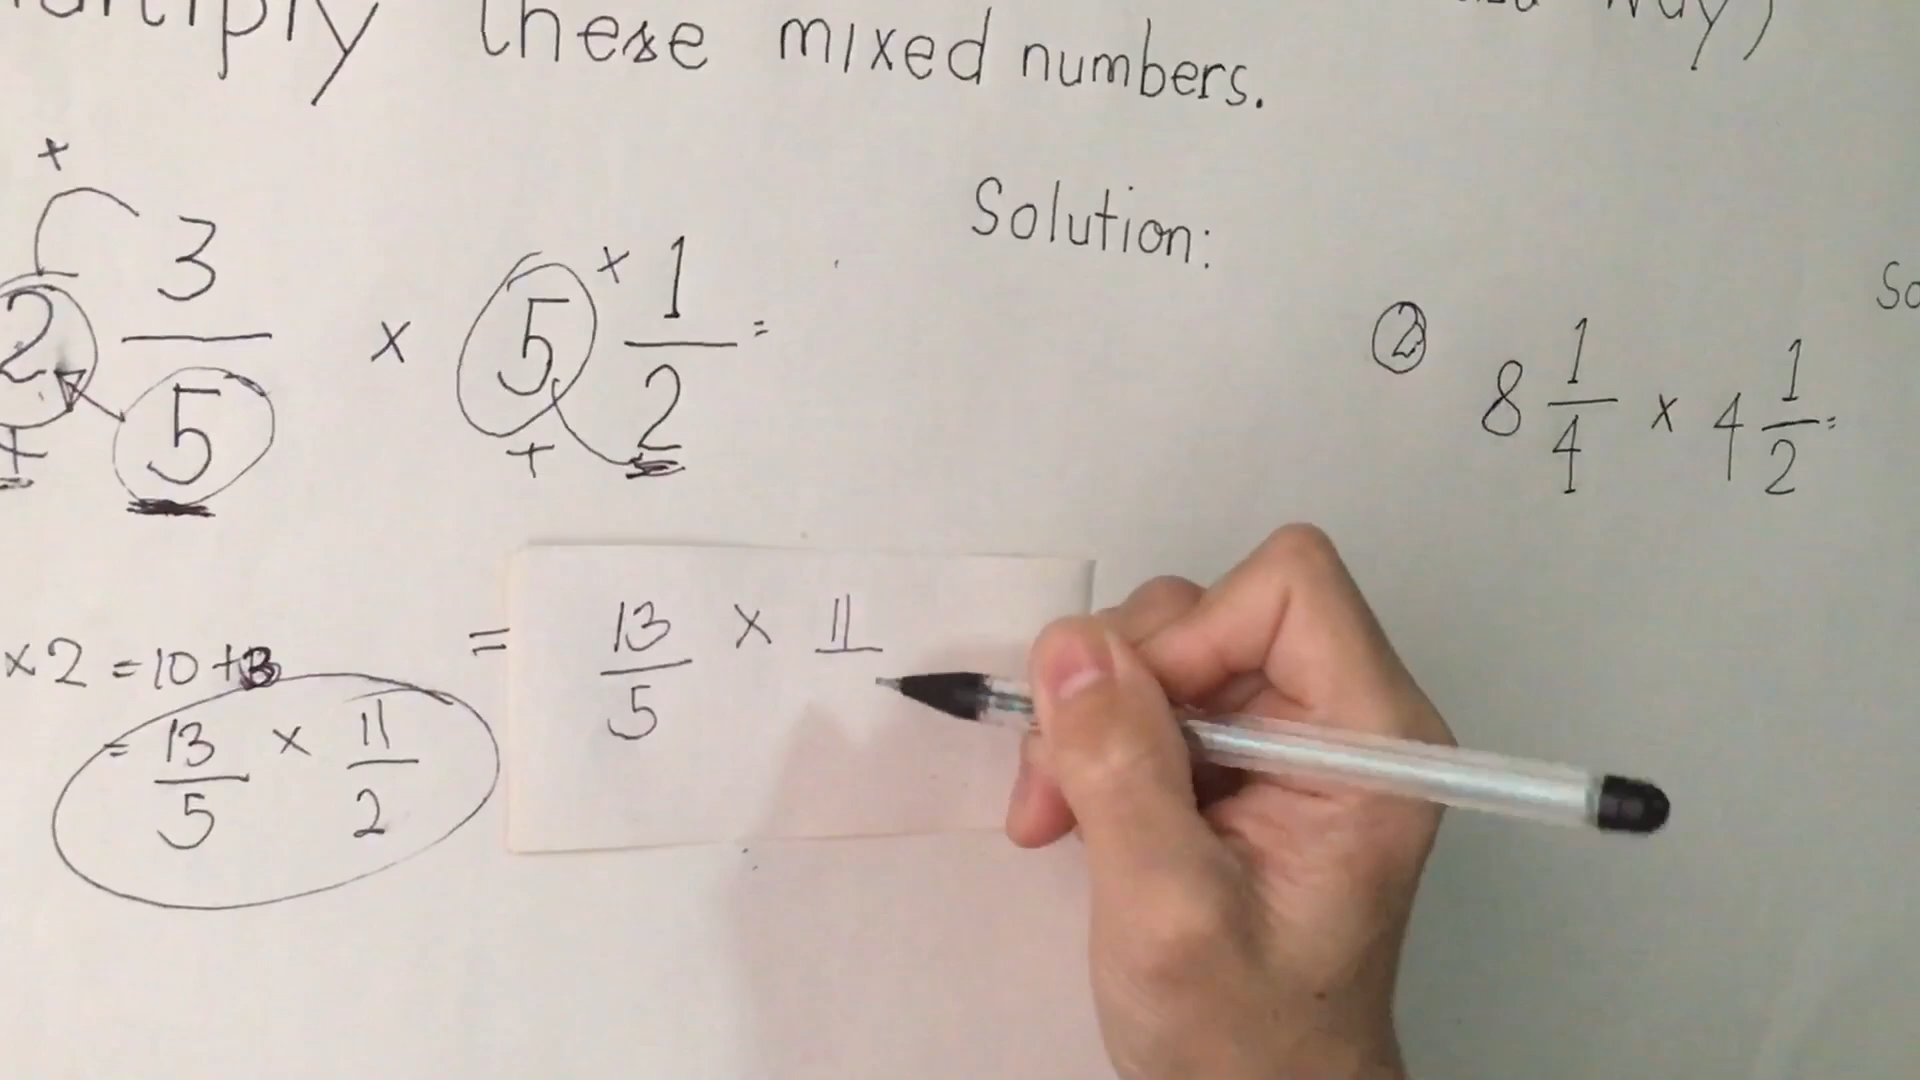 these mixed numbers.
Way)
Solution:
2 3/5 × 5 1/2 =
② 8 1/4 × 4 1/2 =
× 2 = 10 + 3
= 13/5 × 11/2
= 13/5 × 11